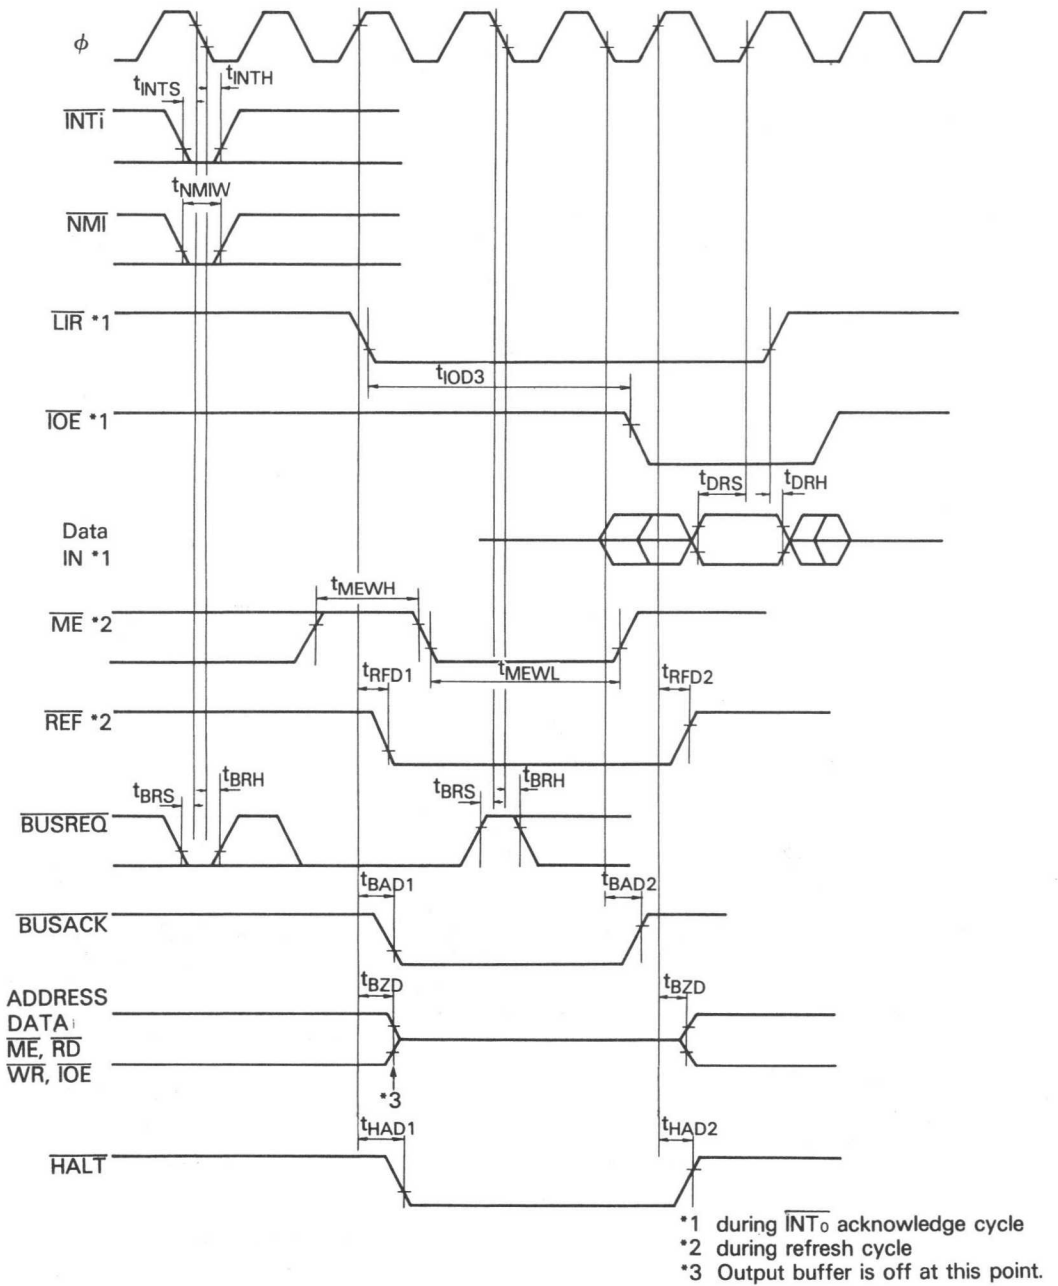 φ
tINTS
tINTH
INTi
tNMIW
NMI
LIR *1
tIOD3
IOE *1
tDRS
tDRH
Data
IN *1
tMEWH
ME *2
tMEWL
tRFD1
tRFD2
REF *2
tBRS
tBRH
tBRS
tBRH
BUSREQ
tBAD1
tBAD2
BUSACK
tBZD
tBZD
ADDRESS
DATA
ME, RD
WR, IOE
*3
tHAD1
tHAD2
HALT
*1 during INT0 acknowledge cycle
*2 during refresh cycle
*3 Output buffer is off at this point.